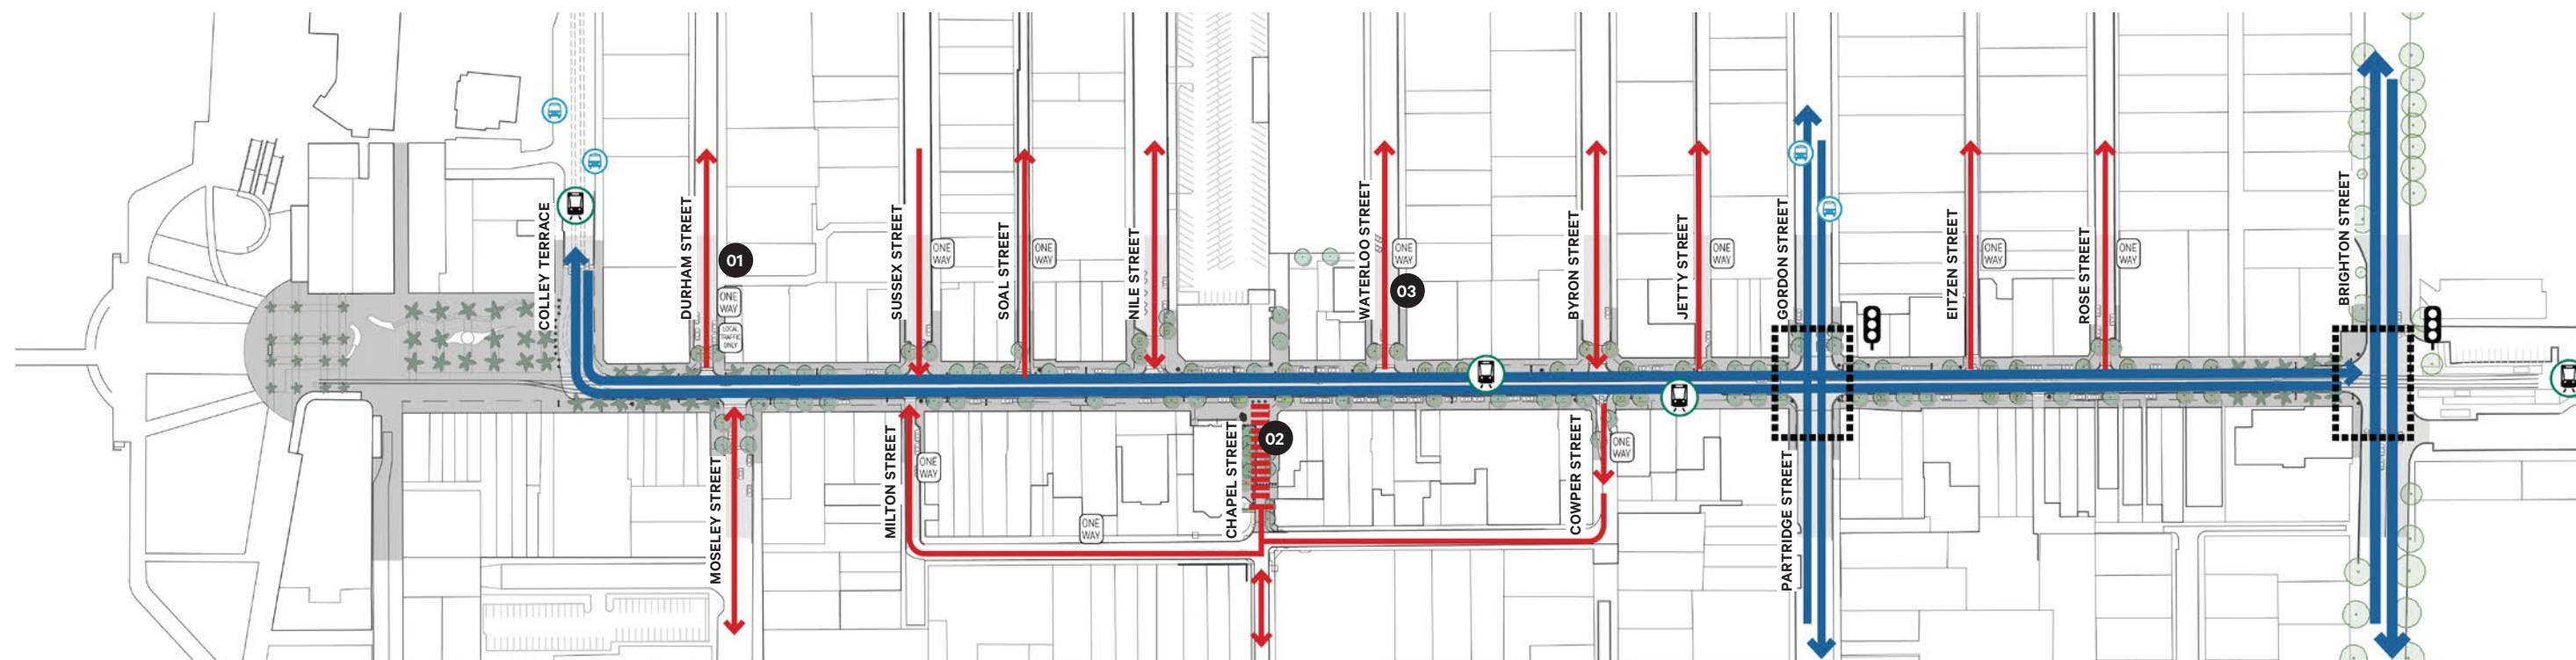 COLLEY TERRACE
DURHAM STREET
01
ONE
WAY
LOCAL
TRAFFIC
ONLY
SUSSEX STREET
ONE
WAY
SOAL STREET
ONE
WAY
NILE STREET
WATERLOO STREET
ONE
WAY
03
BYRON STREET
JETTY STREET
ONE
WAY
GORDON STREET
EITZEN STREET
ONE
WAY
ROSE STREET
ONE
WAY
BRIGHTON STREET
MOSELEY STREET
MILTON STREET
ONE
WAY
ONE
WAY
CHAPEL STREET
02
COWPER STREET
ONE
WAY
PARTRIDGE STREET